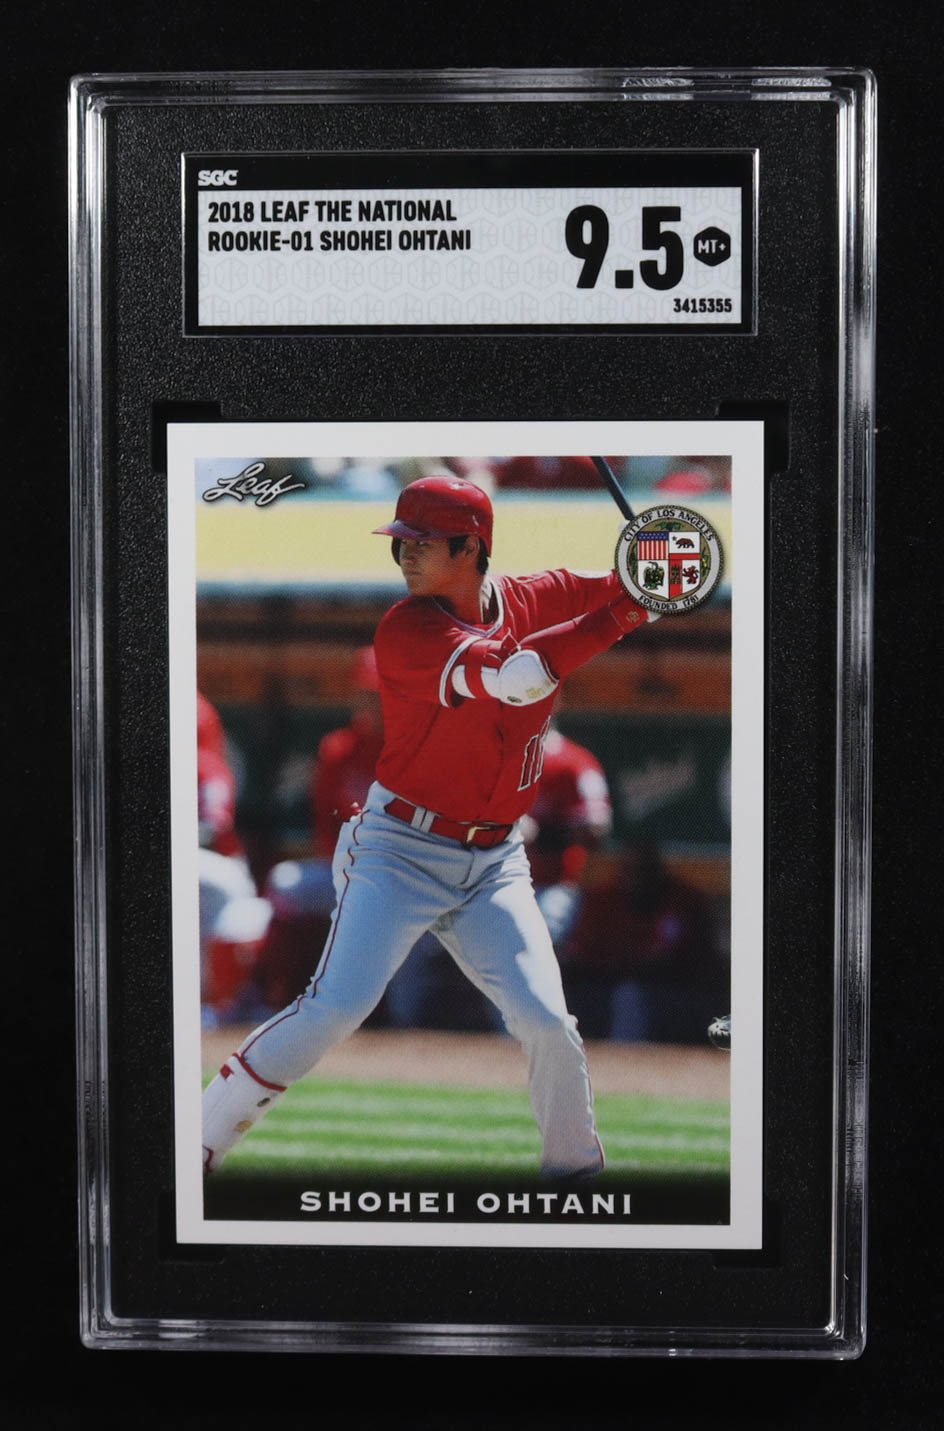 SGC
2018 LEAF THE NATIONAL
ROOKIE-01 SHOHEI OHTANI
9.5
MT+
3415355
Leaf
CITY OF LOS ANGELES
FOUNDED 1781
11
SHOHEI OHTANI